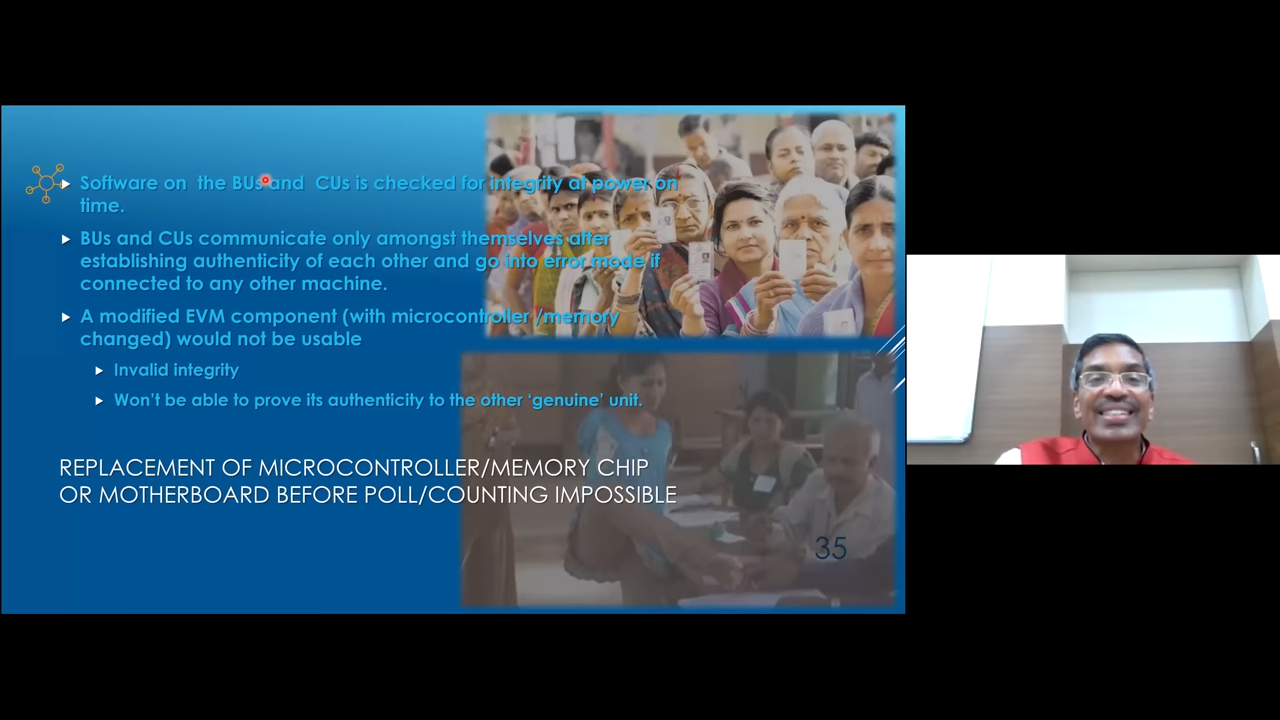 Software on the BUs and CUs is checked for integrity at power on
time.
BUs and CUs communicate only amongst themselves after
establishing authenticity of each other and go into error mode if
connected to any other machine.
A modified EVM component (with microcontroller /memory
changed) would not be usable
Invalid integrity
Won't be able to prove its authenticity to the other ‘genuine’ unit.
REPLACEMENT OF MICROCONTROLLER/MEMORY CHIP
OR MOTHERBOARD BEFORE POLL/COUNTING IMPOSSIBLE
35